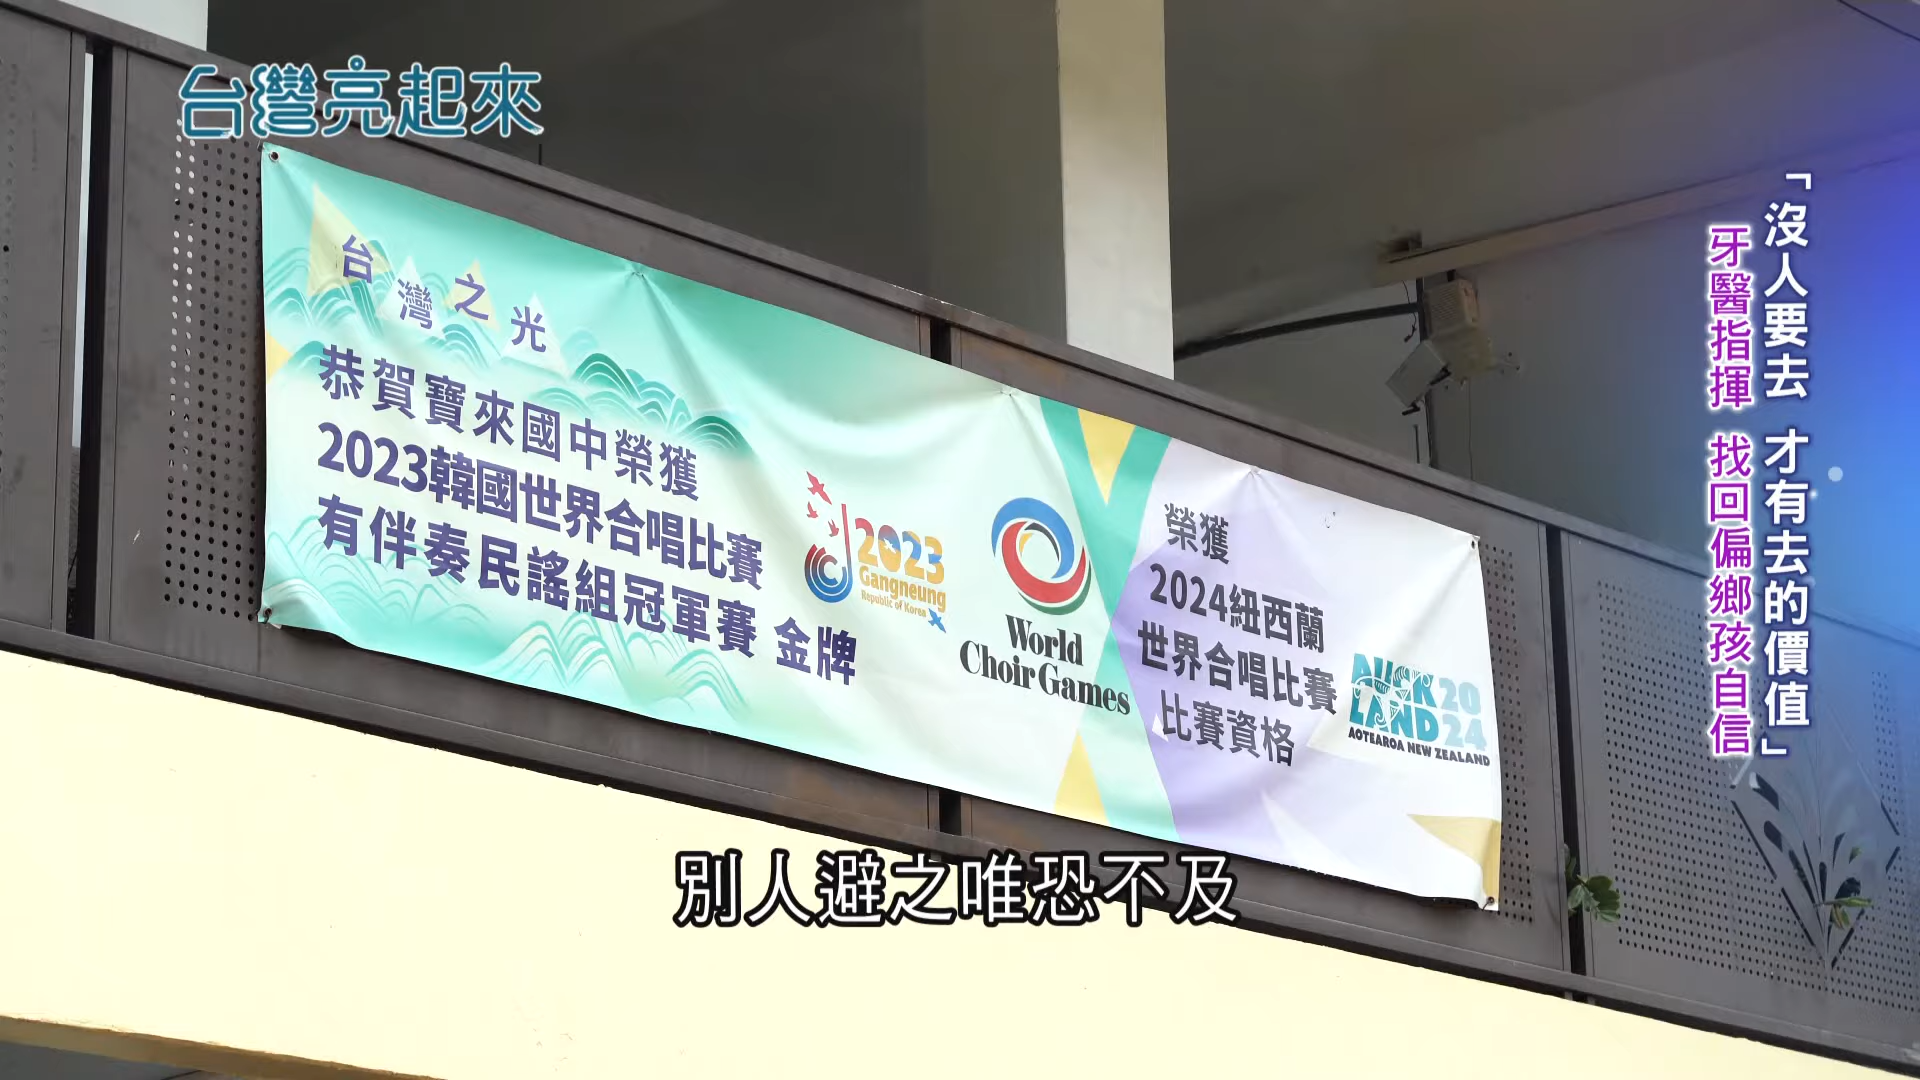 台灣亮起來
「沒人要去 才有去的價值」
牙醫指揮 找回偏鄉孩自信
台灣之光
恭賀寶來國中榮獲
2023韓國世界合唱比賽
有伴奏民謠組冠軍賽 金牌
2023
Gangneung
Republic of Korea
World
Choir Games
榮獲
2024紐西蘭
世界合唱比賽
比賽資格
AUCK 20
LAND 24
AOTEAROA NEW ZEALAND
別人避之唯恐不及